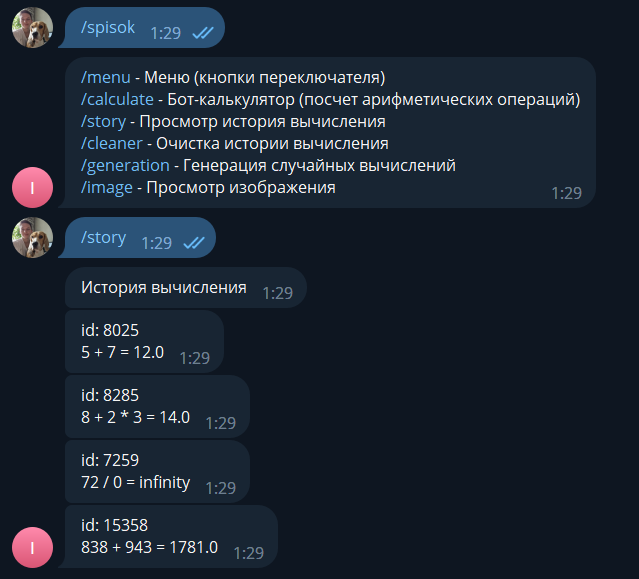 /spisok 1:29
/menu - Меню (кнопки переключателя)
/calculate - Бот-калькулятор (посчет арифметических операций)
/story - Просмотр история вычисления
/cleaner - Очистка истории вычисления
/generation - Генерация случайных вычислений
/image - Просмотр изображения
1:29
I
/story 1:29
История вычисления 1:29
id: 8025
5 + 7 = 12.0 1:29
id: 8285
8 + 2 * 3 = 14.0 1:29
id: 7259
72 / 0 = infinity 1:29
id: 15358
838 + 943 = 1781.0 1:29
I